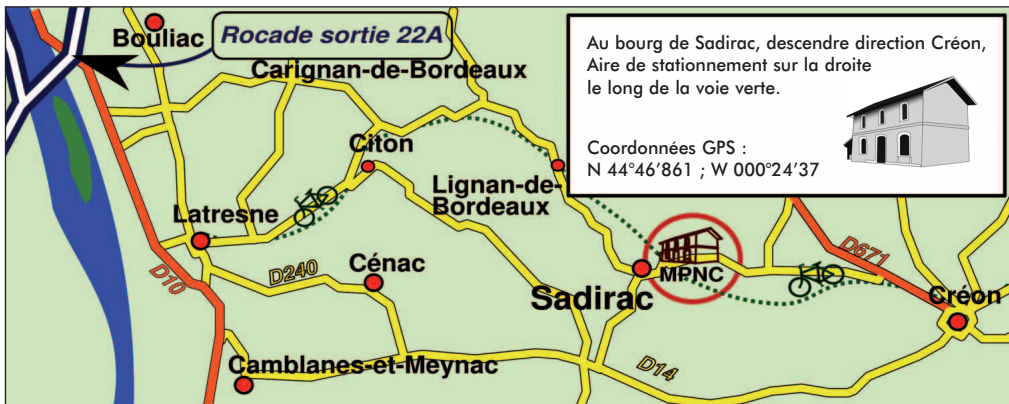 Bouliac
Rocade sortie 22A
Carignan-de-Bordeaux
Au bourg de Sadirac, descendre direction Créon,
Aire de stationnement sur la droite
le long de la voie verte.
Coordonnées GPS :
N 44°46’861 ; W 000°24’37
Citon
Lignan-de-
Bordeaux
Latresne
D10
D240
Cénac
Sadirac
MPNC
D671
Créon
Camblanes-et-Meynac
D14